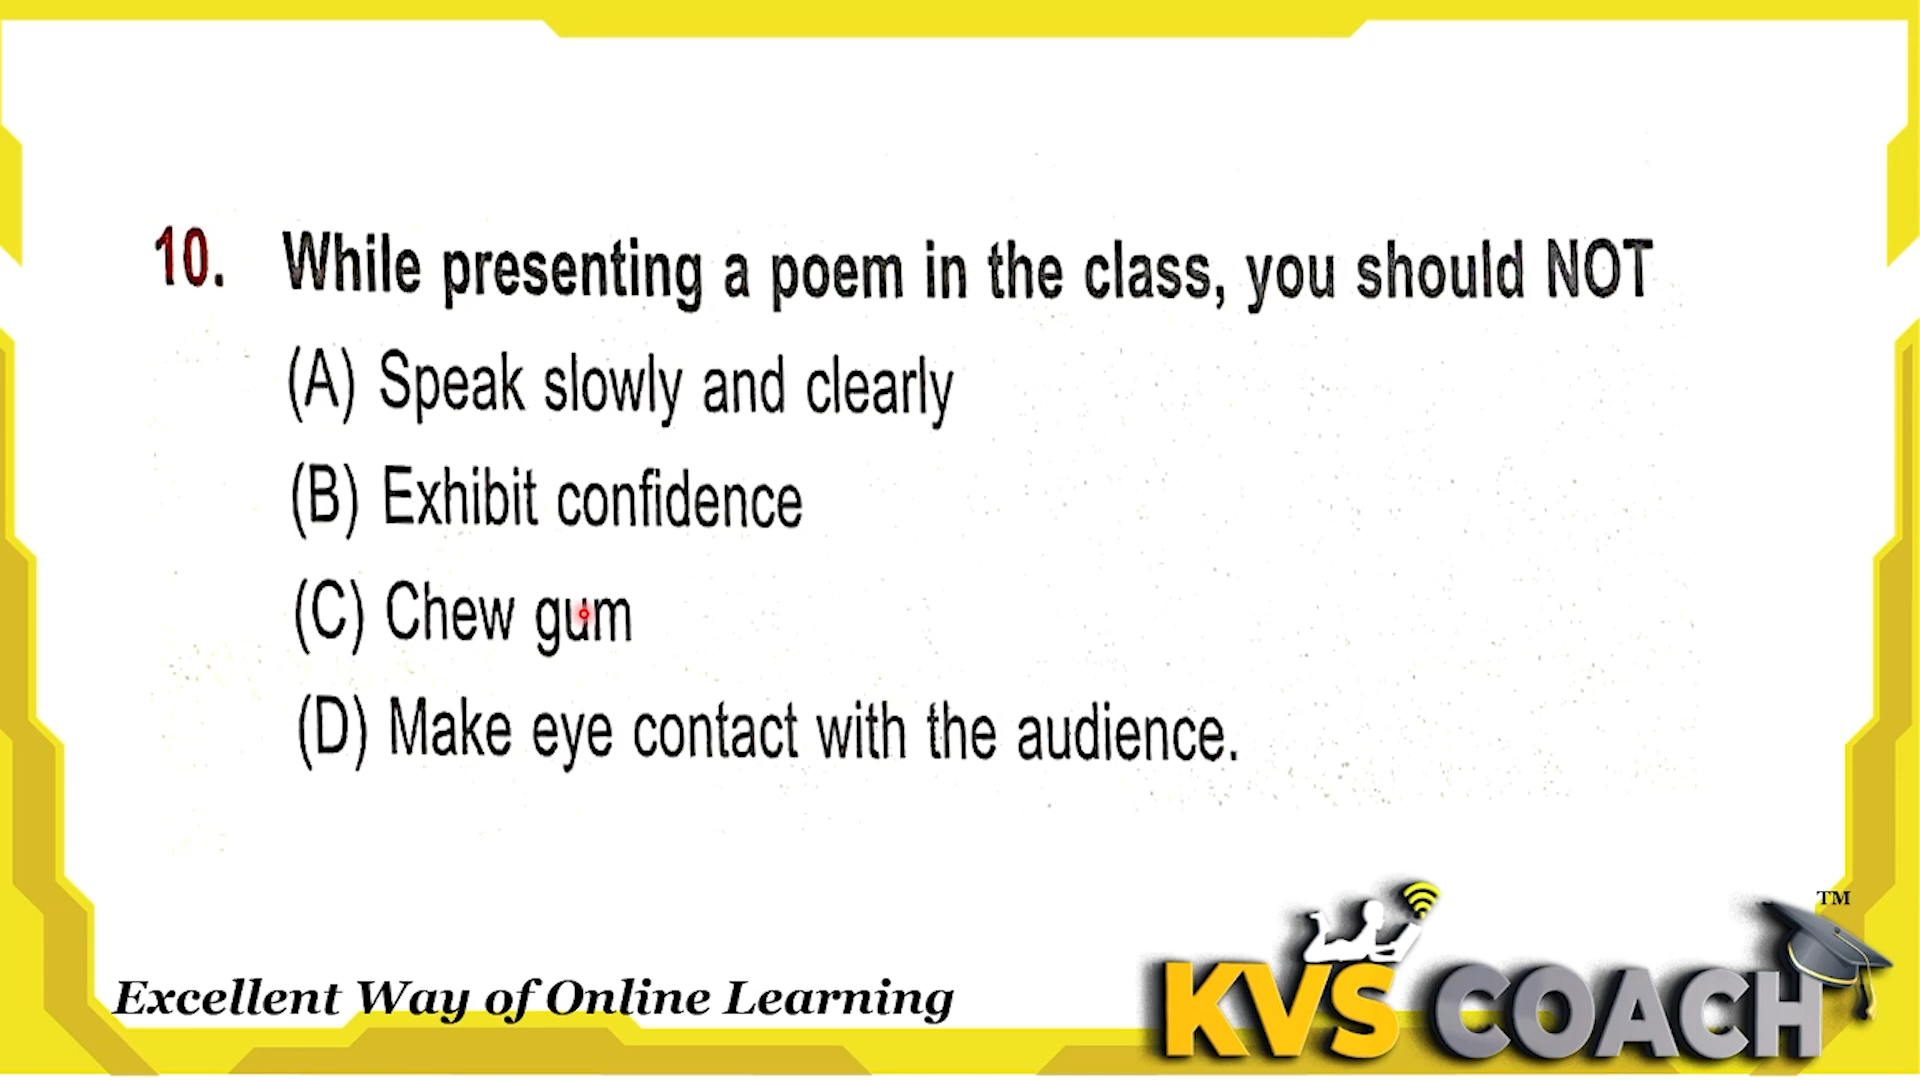 10. While presenting a poem in the class, you should NOT
(A) Speak slowly and clearly
(B) Exhibit confidence
(C) Chew gum
(D) Make eye contact with the audience.
TM
Excellent Way of Online Learning
KVS COACH